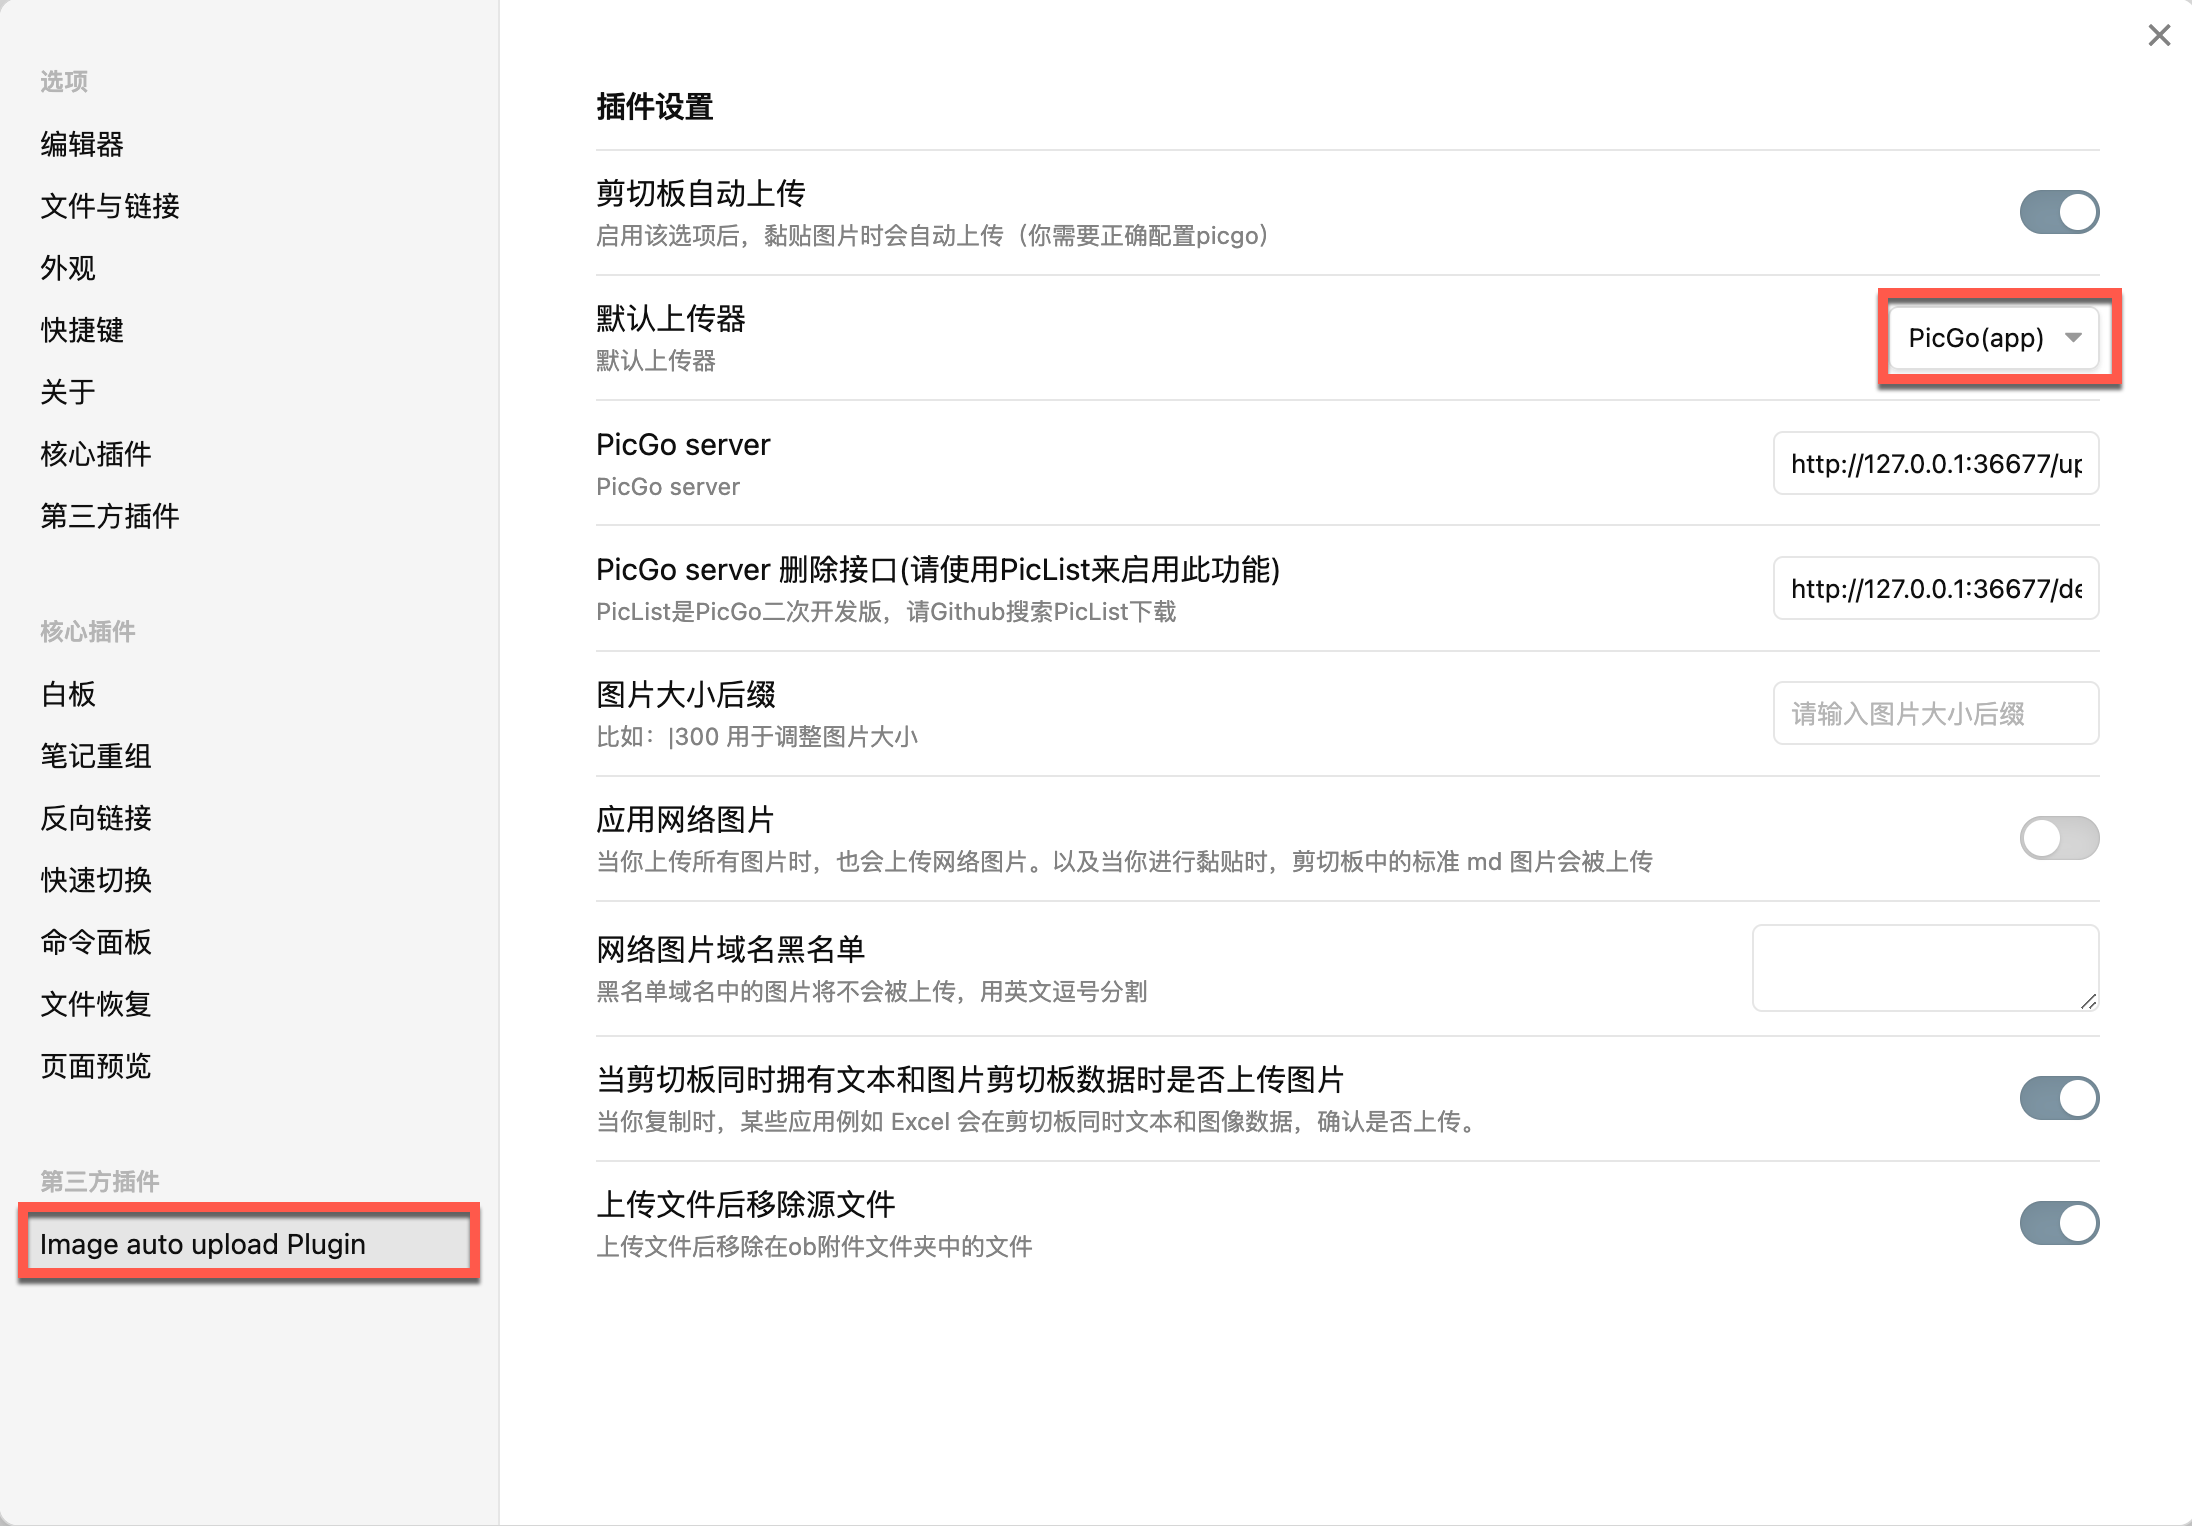 选项
编辑器
文件与链接
外观
快捷键
关于
核心插件
第三方插件
核心插件
白板
笔记重组
反向链接
快速切换
命令面板
文件恢复
页面预览
第三方插件
Image auto upload Plugin
插件设置
剪切板自动上传
启用该选项后，黏贴图片时会自动上传（你需要正确配置picgo）
默认上传器
默认上传器
PicGo(app)
PicGo server
PicGo server
http://127.0.0.1:36677/up
PicGo server 删除接口(请使用PicList来启用此功能)
PicList是PicGo二次开发版，请Github搜索PicList下载
http://127.0.0.1:36677/de
图片大小后缀
比如：|300 用于调整图片大小
请输入图片大小后缀
应用网络图片
当你上传所有图片时，也会上传网络图片。以及当你进行黏贴时，剪切板中的标准 md 图片会被上传
网络图片域名黑名单
黑名单域名中的图片将不会被上传，用英文逗号分割
当剪切板同时拥有文本和图片剪切板数据时是否上传图片
当你复制时，某些应用例如 Excel 会在剪切板同时文本和图像数据，确认是否上传。
上传文件后移除源文件
上传文件后移除在ob附件文件夹中的文件